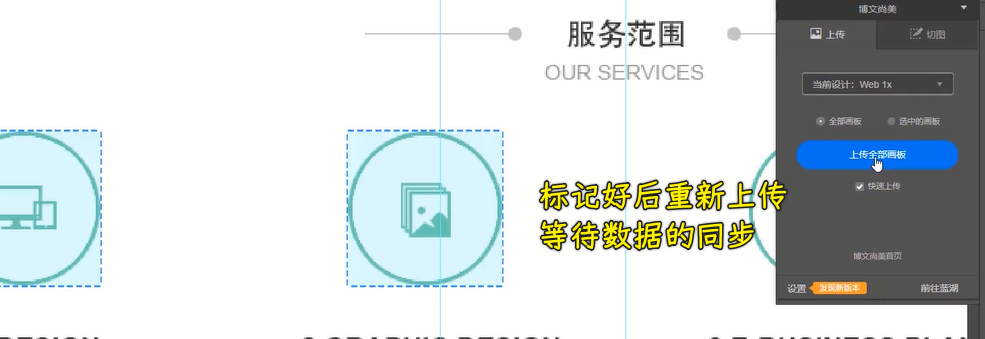 博文尚美
服务范围
上传
切图
OUR SERVICES
当前设计：Web 1x
全部画板
选中的画板
上传全部画板
快速上传
标记好后重新上传
等待数据的同步
博文尚美首页
设置
发现新版本
前往蓝湖